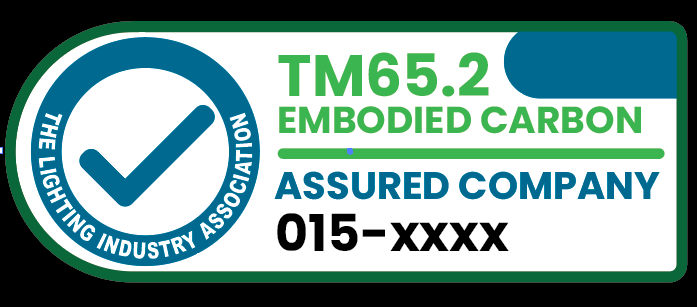 THE LIGHTING INDUSTRY ASSOCIATION
TM65.2
EMBODIED CARBON
ASSURED COMPANY
015-xxxx